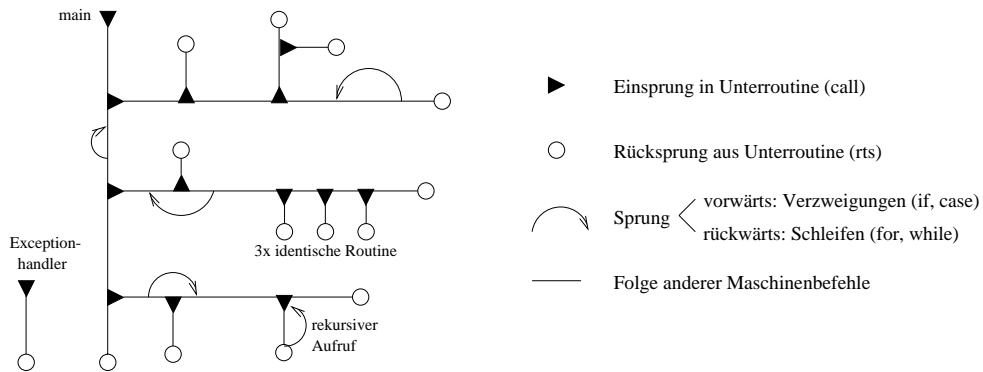 main
3x identische Routine
Exception-
handler
rekursiver
Aufruf
Einsprung in Unterroutine (call)
Rücksprung aus Unterroutine (rts)
Sprung
vorwärts: Verzweigungen (if, case)
rückwärts: Schleifen (for, while)
Folge anderer Maschinenbefehle